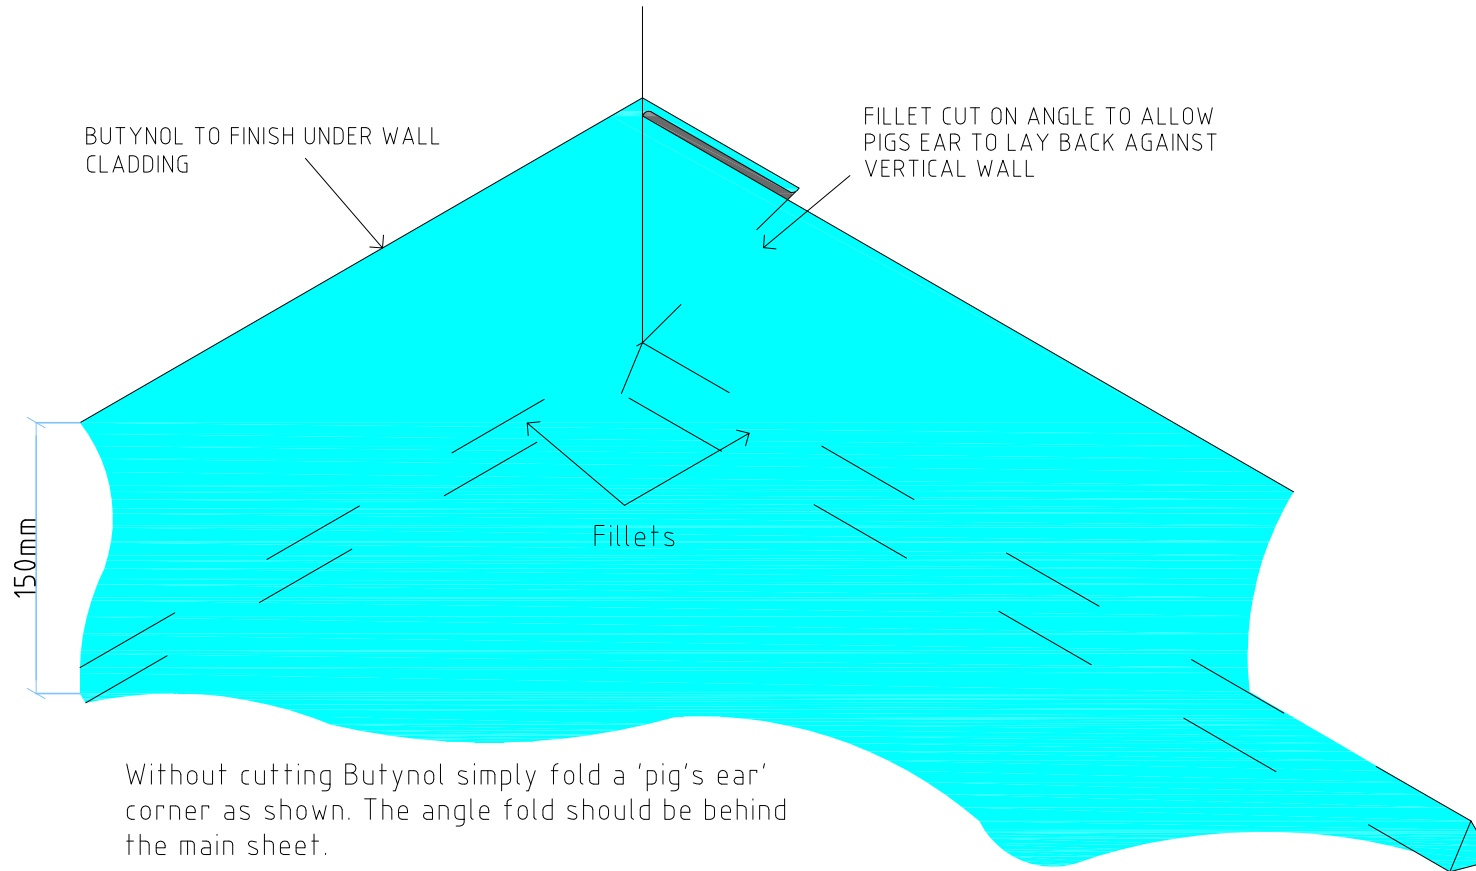 BUTYNOL TO FINISH UNDER WALL
CLADDING
FILLET CUT ON ANGLE TO ALLOW
PIGS EAR TO LAY BACK AGAINST
VERTICAL WALL
150mm
Fillets
Without cutting Butynol simply fold a 'pig's ear'
corner as shown. The angle fold should be behind
the main sheet.